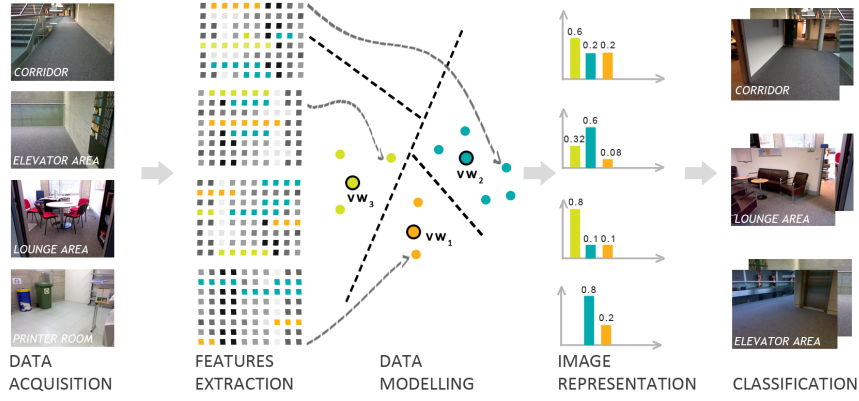 CORRIDOR
ELEVATOR AREA
LOUNGE AREA
PRINTER ROOM
DATA
ACQUISITION
FEATURES
EXTRACTION
vw3
vw2
vw1
DATA
MODELLING
0.6
0.2 0.2
0.6
0.32
0.08
0.8
0.1 0.1
0.8
0.2
IMAGE
REPRESENTATION
CORRIDOR
LOUNGE AREA
ELEVATOR AREA
CLASSIFICATION